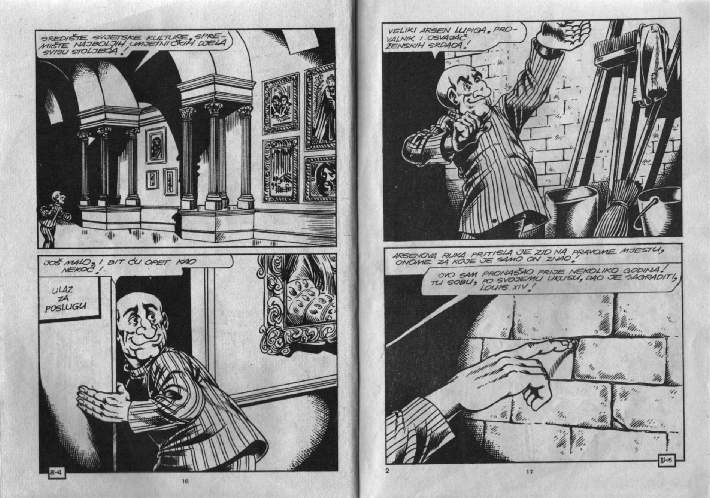 SREDIŠTE SVJETSKE KULTURE, SPRE-
MIŠTE NAJBOLJIH UMJETNIČKIH DJELA
SVIJU STOLJEĆA!
JOŠ MALO, I BIT ĆU OPET KAO
NEKOĆ!
ULAZ
ZA
POSLUGU
16
VELIKI ARSEN LUPIGA, PRO-
VALNIK I OSVAJAČ
ŽENSKIH SRDACA!
ARSENOVA RUKA PRITISLA JE ZID NA PRAVOME MJESTU,
ONOME ZA KOJE JE SAMO ON ZNAO!
OVO SAM PRONAŠAO PRIJE NEKOLIKO GODINA!
TU SOBU, PO SVOJEMU UKUSU, DAO JE SAGRADITI,
LOUIS XIV!
2
17